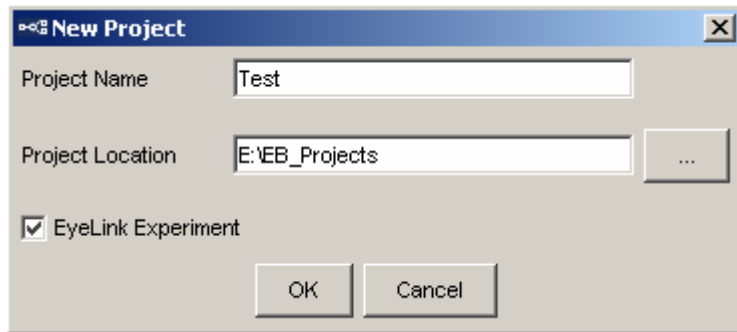 New Project
Project Name Test
Project Location E:\EB_Projects ...
EyeLink Experiment
OK Cancel